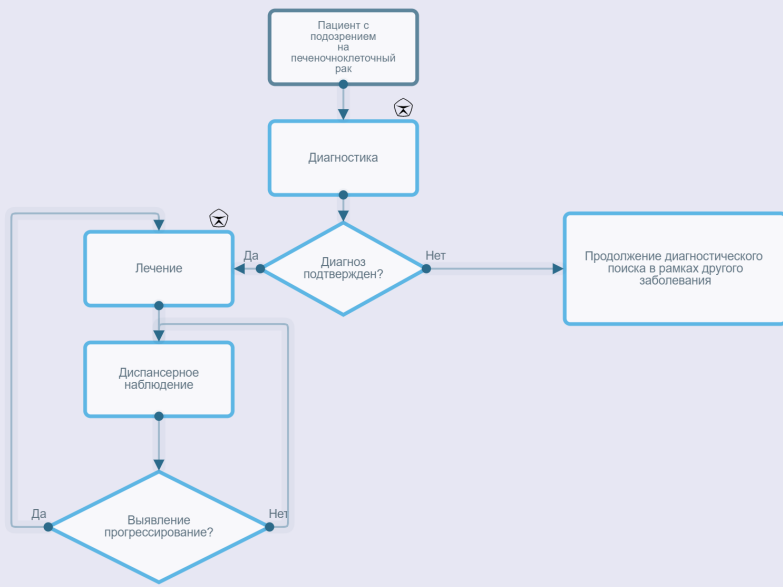 Пациент с
подозрением
на
печеночноклеточный
рак
Диагностика
Диагноз
подтвержден?
Да
Нет
Лечение
Продолжение диагностического
поиска в рамках другого
заболевания
Диспансерное
наблюдение
Выявление
прогрессирование?
Да
Нет